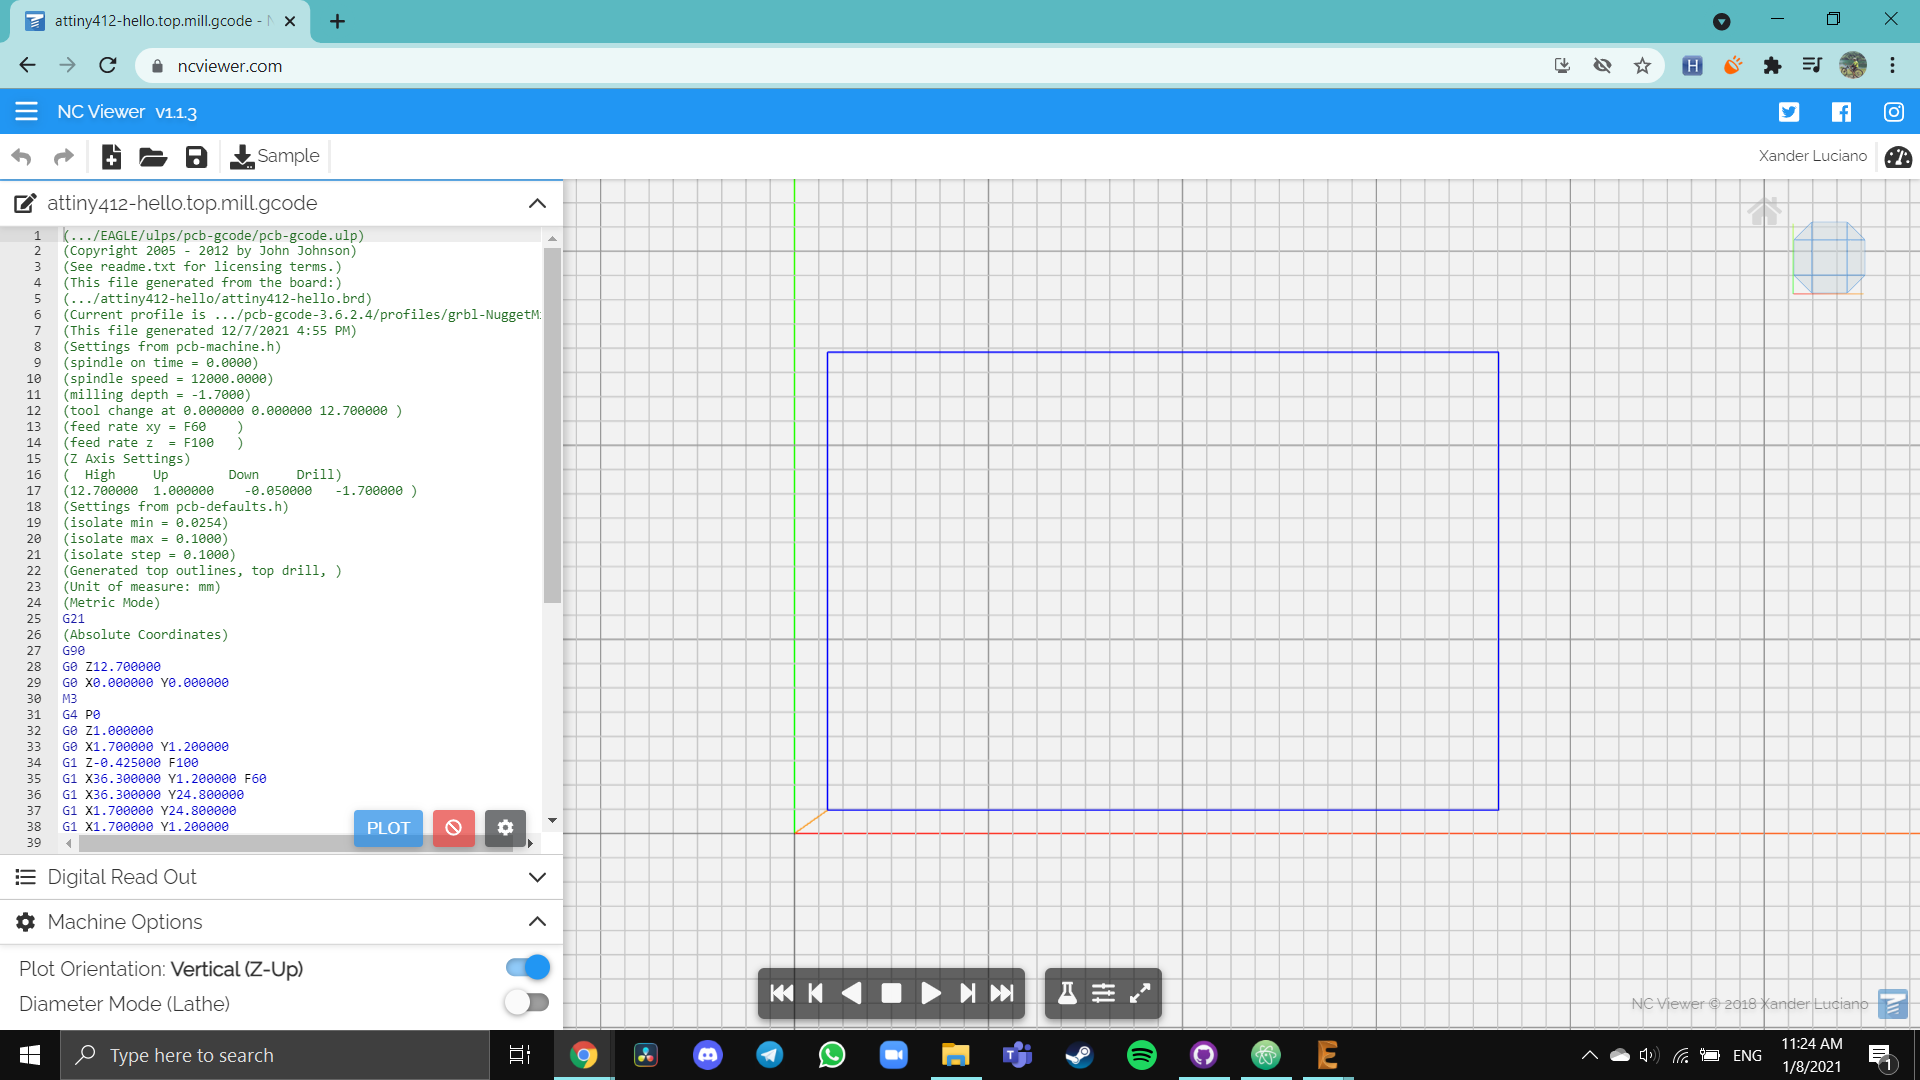 attiny412-hello.top.mill.gcode - N
ncviewer.com
NC Viewer v1.1.3
Sample
Xander Luciano
attiny412-hello.top.mill.gcode
1 (.../EAGLE/ulps/pcb-gcode/pcb-gcode.ulp)
2 (Copyright 2005 - 2012 by John Johnson)
3 (See readme.txt for licensing terms.)
4 (This file generated from the board:)
5 (.../attiny412-hello/attiny412-hello.brd)
6 (Current profile is .../pcb-gcode-3.6.2.4/profiles/grbl-NuggetM
7 (This file generated 12/7/2021 4:55 PM)
8 (Settings from pcb-machine.h)
9 (spindle on time = 0.0000)
10 (spindle speed = 12000.0000)
11 (milling depth = -1.7000)
12 (tool change at 0.000000 0.000000 12.700000 )
13 (feed rate xy = F60 )
14 (feed rate z = F100 )
15 (Z Axis Settings)
16 ( High Up Down Drill)
17 (12.700000 1.000000 -0.050000 -1.700000 )
18 (Settings from pcb-defaults.h)
19 (isolate min = 0.0254)
20 (isolate max = 0.1000)
21 (isolate step = 0.1000)
22 (Generated top outlines, top drill, )
23 (Unit of measure: mm)
24 (Metric Mode)
25 G21
26 (Absolute Coordinates)
27 G90
28 G0 Z12.700000
29 G0 X0.000000 Y0.000000
30 M3
31 G4 P0
32 G0 Z1.000000
33 G0 X1.700000 Y1.200000
34 G1 Z-0.425000 F100
35 G1 X36.300000 Y1.200000 F60
36 G1 X36.300000 Y24.800000
37 G1 X1.700000 Y24.800000
38 G1 X1.700000 Y1.200000
39
PLOT
Digital Read Out
Machine Options
Plot Orientation: Vertical (Z-Up)
Diameter Mode (Lathe)
NC Viewer © 2018 Xander Luciano
Type here to search
ENG
11:24 AM
1/8/2021
1